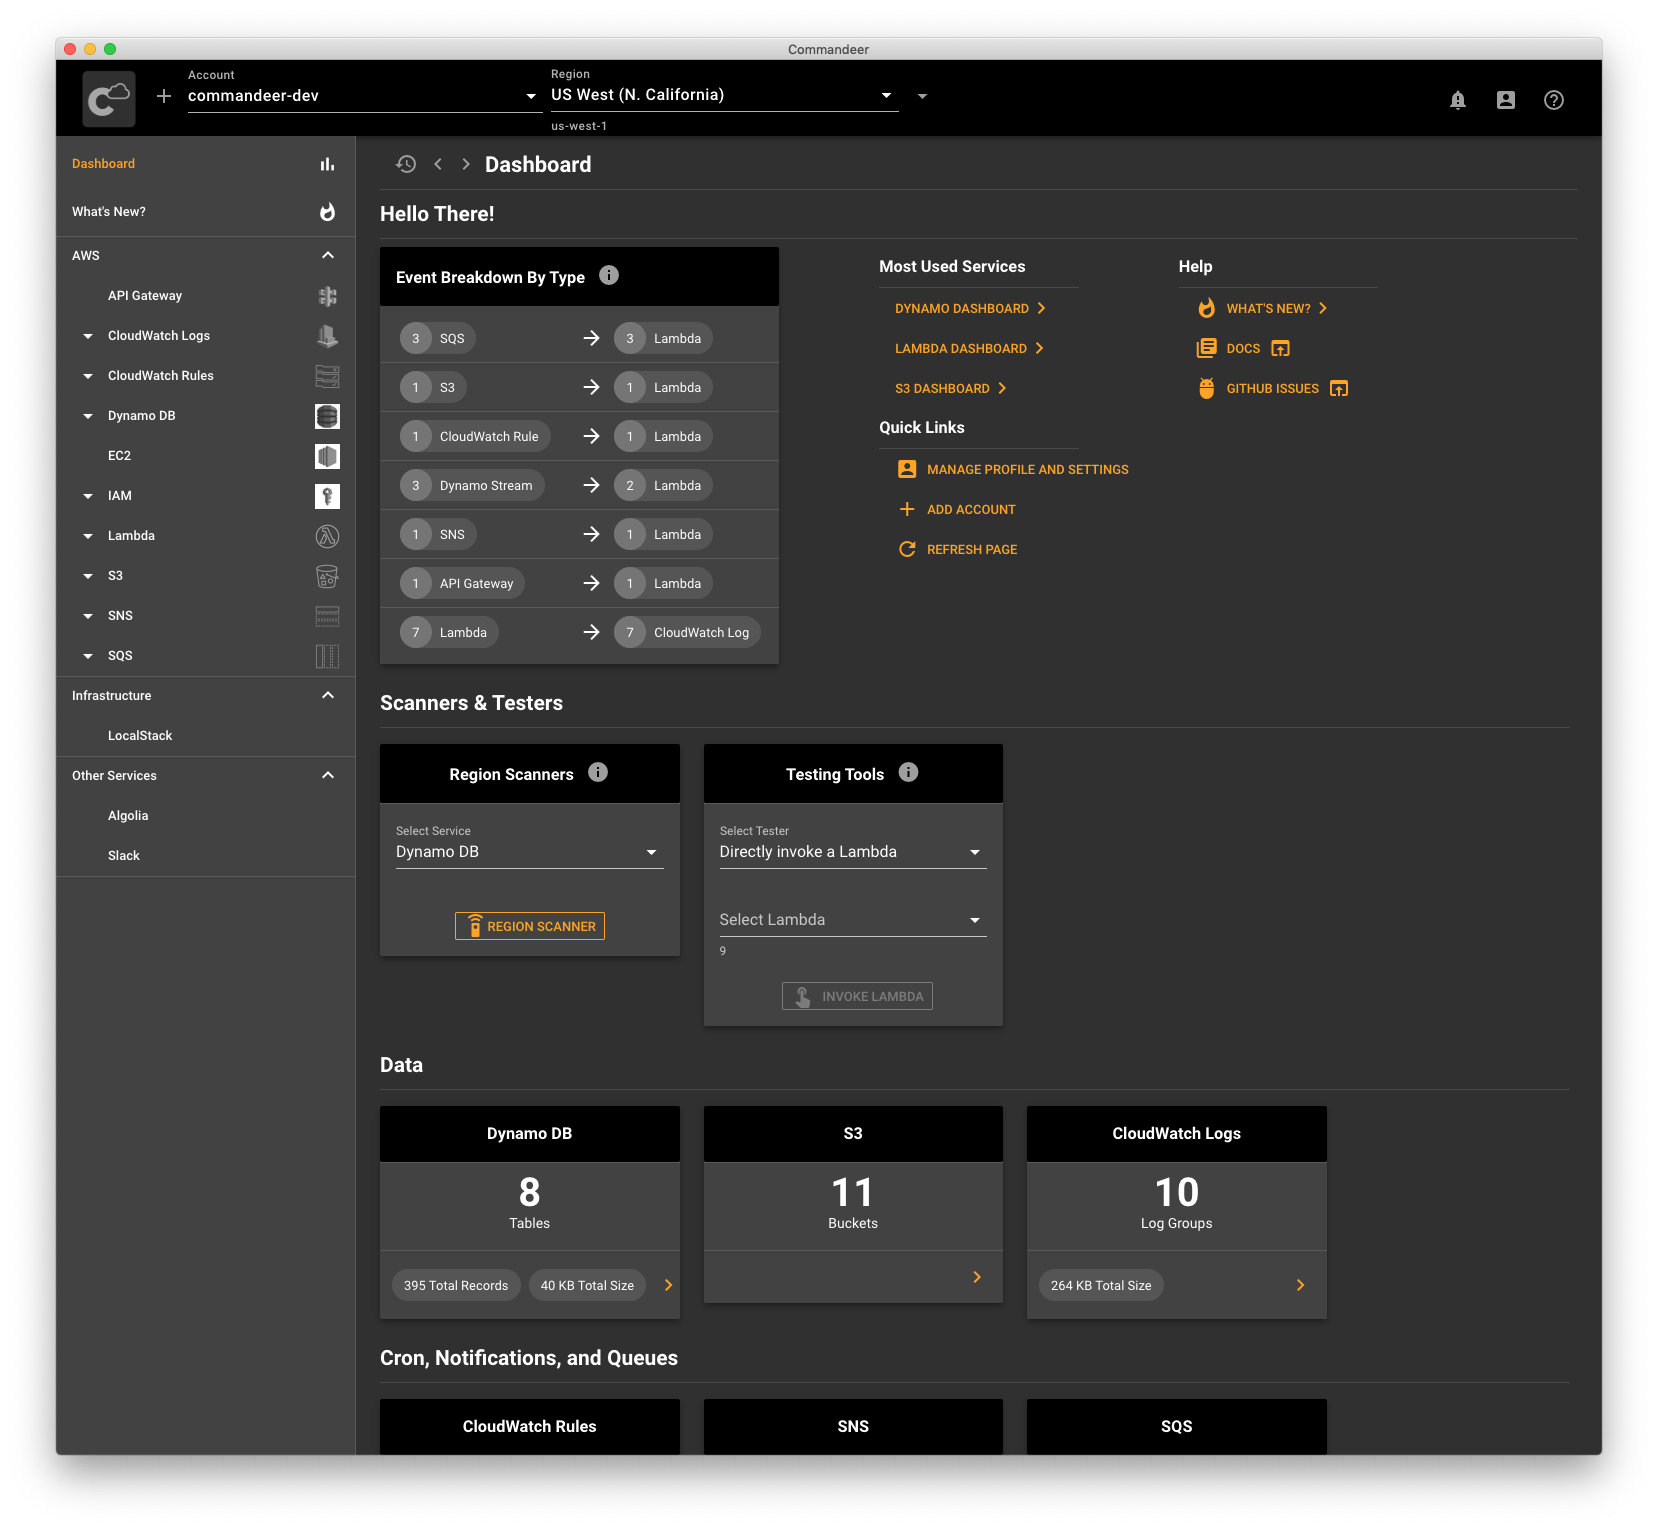 Commandeer
Account
commandeer-dev
Region
US West (N. California)
us-west-1
Dashboard
What's New?
AWS
API Gateway
CloudWatch Logs
CloudWatch Rules
Dynamo DB
EC2
IAM
Lambda
S3
SNS
SQS
Infrastructure
LocalStack
Other Services
Algolia
Slack
Dashboard
Hello There!
Event Breakdown By Type
3 SQS 3 Lambda
1 S3 1 Lambda
1 CloudWatch Rule 1 Lambda
3 Dynamo Stream 2 Lambda
1 SNS 1 Lambda
1 API Gateway 1 Lambda
7 Lambda 7 CloudWatch Log
Most Used Services
DYNAMO DASHBOARD
LAMBDA DASHBOARD
S3 DASHBOARD
Quick Links
MANAGE PROFILE AND SETTINGS
ADD ACCOUNT
REFRESH PAGE
Help
WHAT'S NEW?
DOCS
GITHUB ISSUES
Scanners & Testers
Region Scanners
Select Service
Dynamo DB
REGION SCANNER
Testing Tools
Select Tester
Directly invoke a Lambda
Select Lambda
9
INVOKE LAMBDA
Data
Dynamo DB
8
Tables
395 Total Records 40 KB Total Size
S3
11
Buckets
CloudWatch Logs
10
Log Groups
264 KB Total Size
Cron, Notifications, and Queues
CloudWatch Rules
SNS
SQS